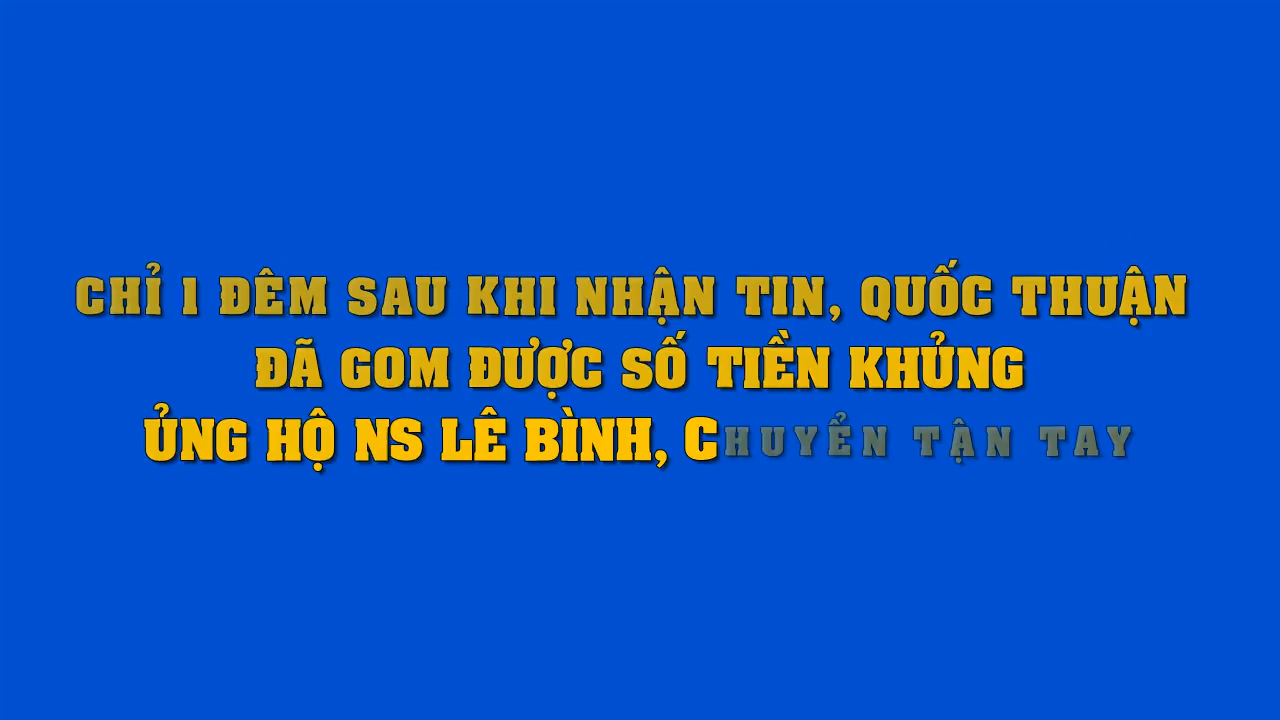 CHỈ 1 ĐÊM SAU KHI NHẬN TIN, QUỐC THUẬN
ĐÃ GOM ĐƯỢC SỐ TIỀN KHỦNG
ỦNG HỘ NS LÊ BÌNH, CHUYỂN TẬN TAY